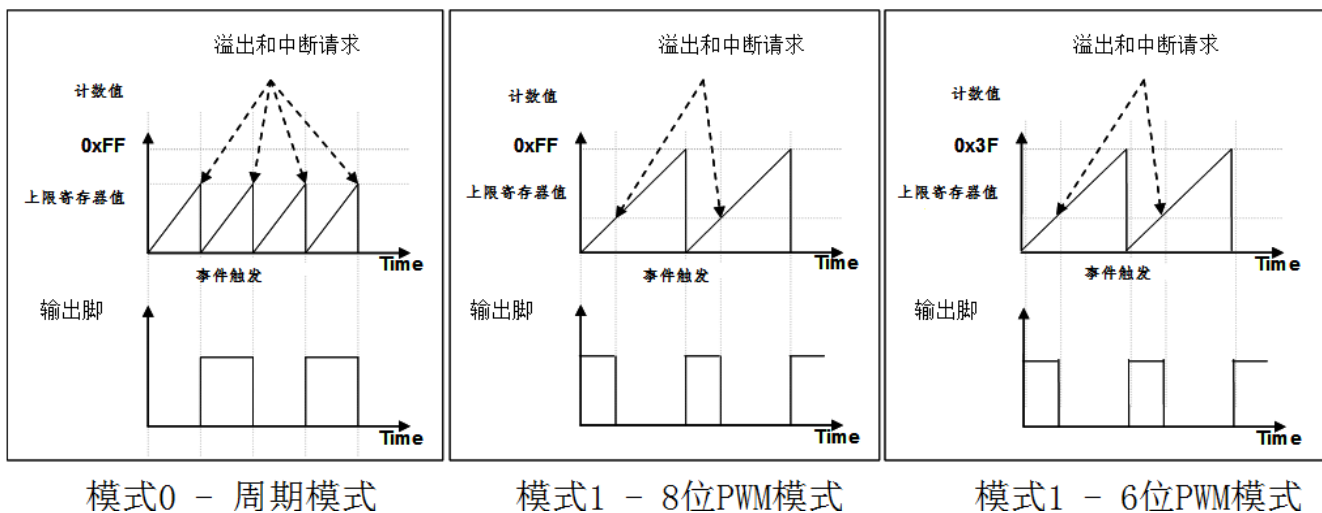 溢出和中断请求
计数值
0xFF
上限寄存器值
Time
事件触发
输出脚
Time
模式0 - 周期模式
溢出和中断请求
计数值
0xFF
上限寄存器值
Time
事件触发
输出脚
Time
模式1 - 8位PWM模式
溢出和中断请求
计数值
0x3F
上限寄存器值
Time
事件触发
输出脚
Time
模式1 - 6位PWM模式